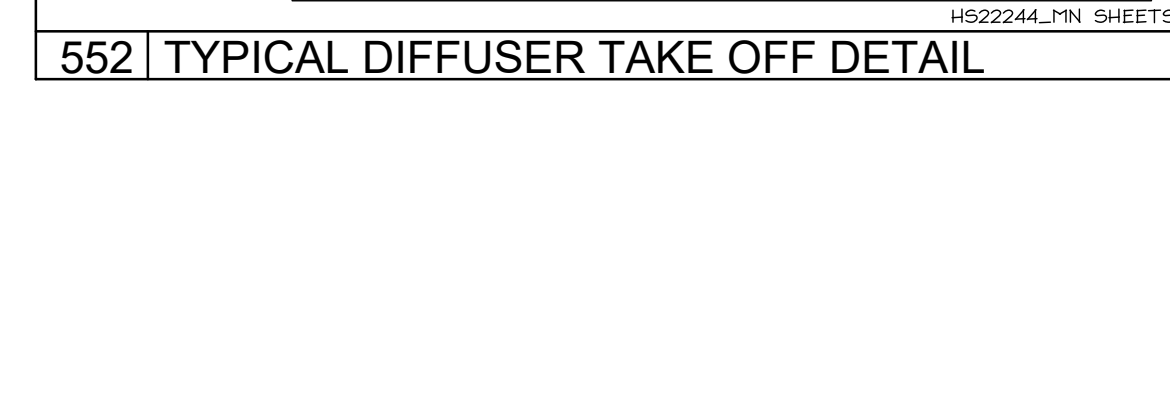 HS22244_MN SHEETS
552 TYPICAL DIFFUSER TAKE OFF DETAIL